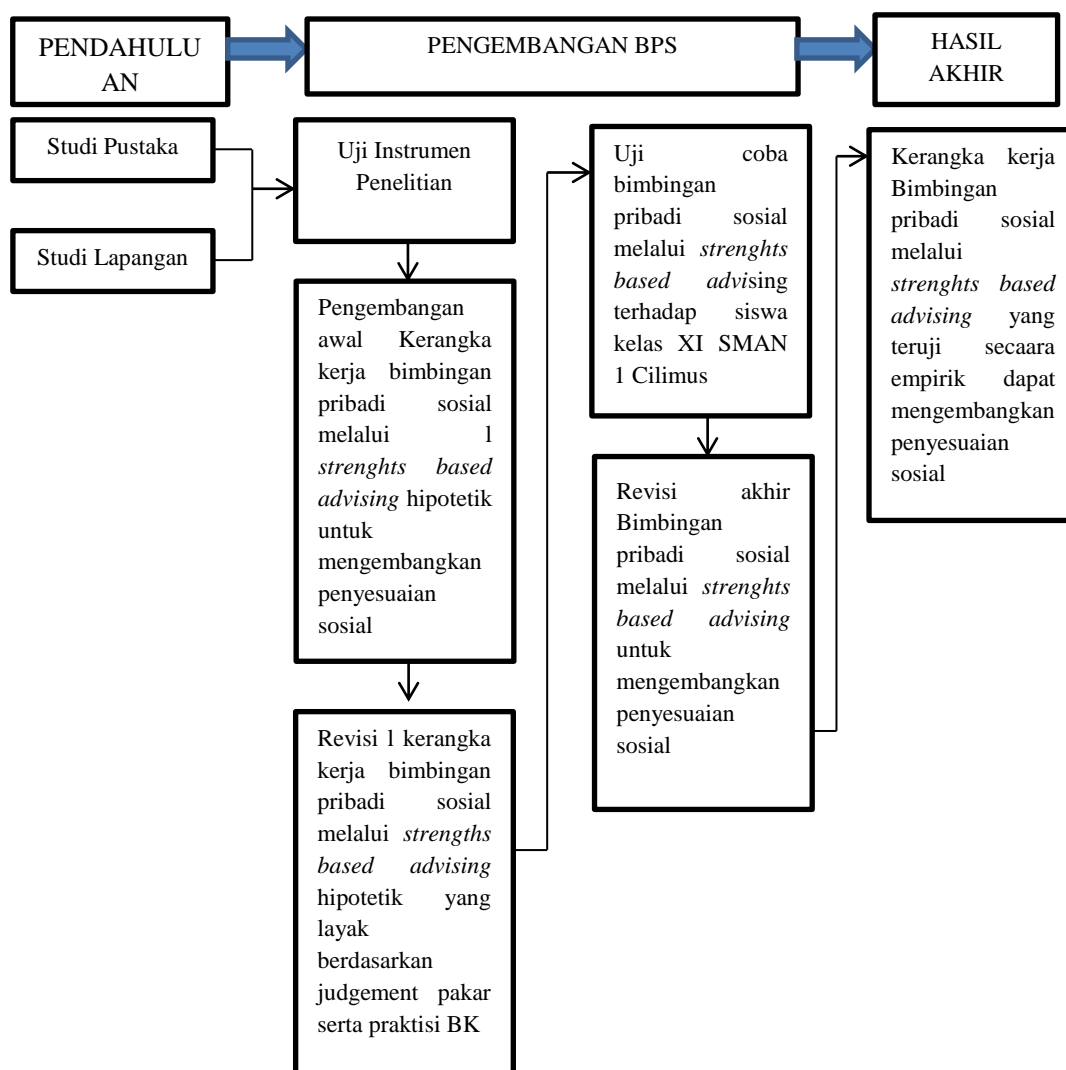 PENDAHULU
AN
PENGEMBANGAN BPS
HASIL
AKHIR
Studi Pustaka
Studi Lapangan
Uji Instrumen
Penelitian
Pengembangan
awal Kerangka
kerja bimbingan
pribadi sosial
melalui l
strenghts based
advising hipotetik
untuk
mengembangkan
penyesuaian
sosial
Revisi l kerangka
kerja bimbingan
pribadi sosial
melalui strengths
based advising
hipotetik yang
layak
berdasarkan
judgement pakar
serta praktisi BK
Uji coba
bimbingan
pribadi sosial
melalui strenghts
based advising
terhadap siswa
kelas XI SMAN
1 Cilimus
Revisi akhir
Bimbingan
pribadi sosial
melalui strenghts
based advising
untuk
mengembangkan
penyesuaian
sosial
Kerangka kerja
Bimbingan
pribadi sosial
melalui
strenghts based
advising yang
teruji secaara
empirik dapat
mengembangkan
penyesuaian
sosial